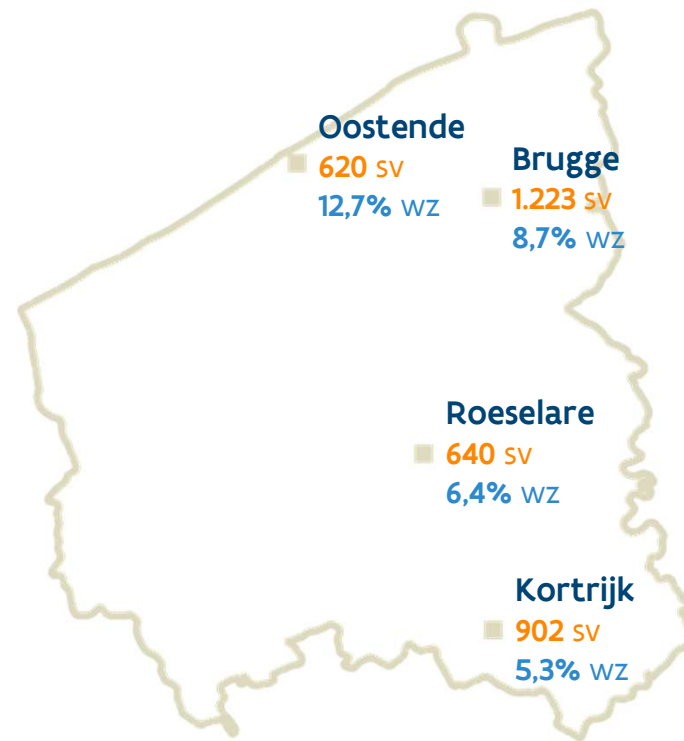 Oostende
620 SV
12,7% WZ
Brugge
1.223 SV
8,7% WZ
Roeselare
640 SV
6,4% WZ
Kortrijk
902 SV
5,3% WZ